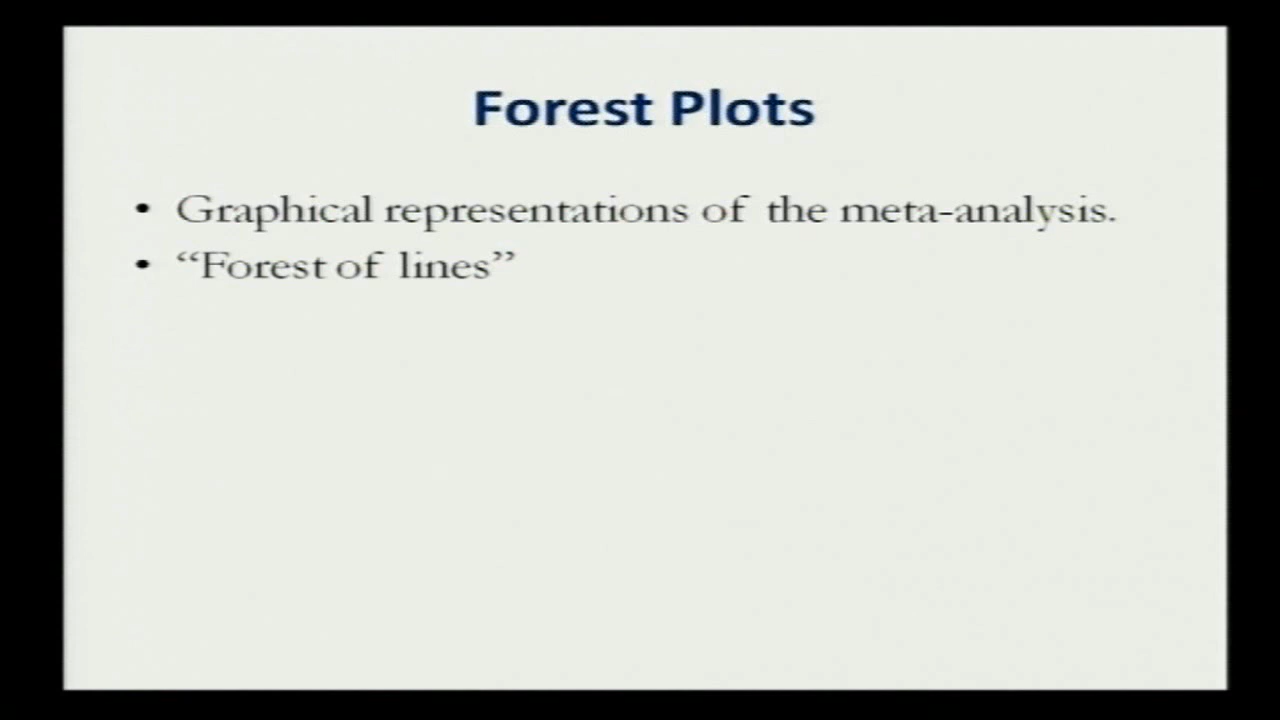 Forest Plots
• Graphical representations of the meta-analysis.
• “Forest of lines”